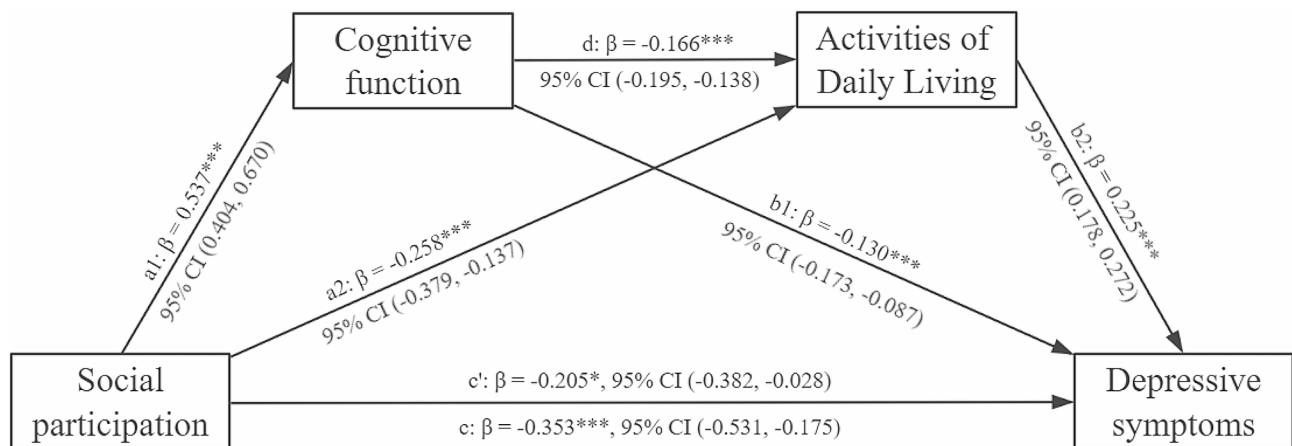 Cognitive
function
d: β = -0.166***
95% CI (-0.195, -0.138)
Activities of
Daily Living
a1: β = 0.537***
95% CI (0.404, 0.670)
a2: β = -0.258***
95% CI (-0.379, -0.137)
b1: β = -0.130***
95% CI (-0.173, -0.087)
b2: β = 0.225***
95% CI (0.178, 0.272)
Social
participation
c': β = -0.205*, 95% CI (-0.382, -0.028)
c: β = -0.353***, 95% CI (-0.531, -0.175)
Depressive
symptoms